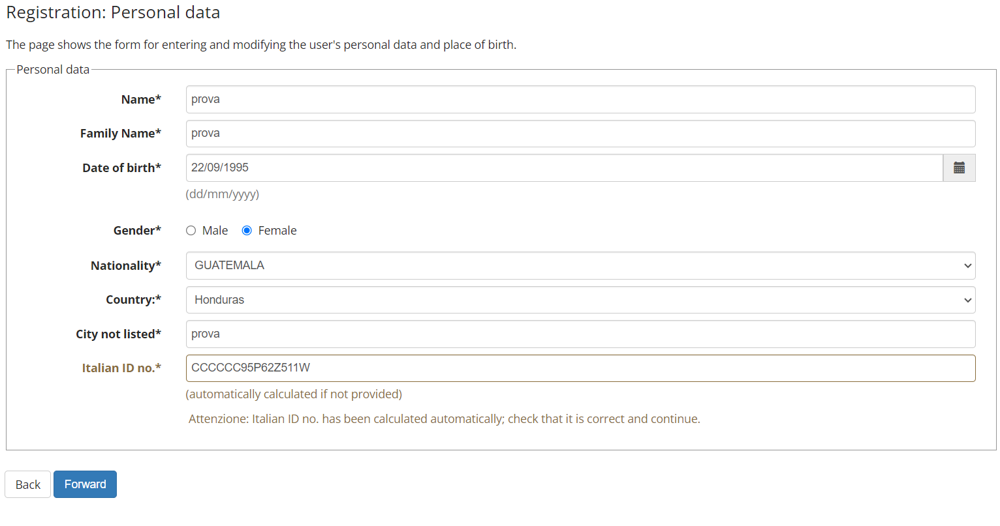 Registration: Personal data
The page shows the form for entering and modifying the user's personal data and place of birth.
Personal data
Name* prova
Family Name* prova
Date of birth* 22/09/1995
(dd/mm/yyyy)
Gender* Male Female
Nationality* GUATEMALA
Country:* Honduras
City not listed* prova
Italian ID no.* CCCCCC95P62Z511W
(automatically calculated if not provided)
Attenzione: Italian ID no. has been calculated automatically; check that it is correct and continue.
Back Forward